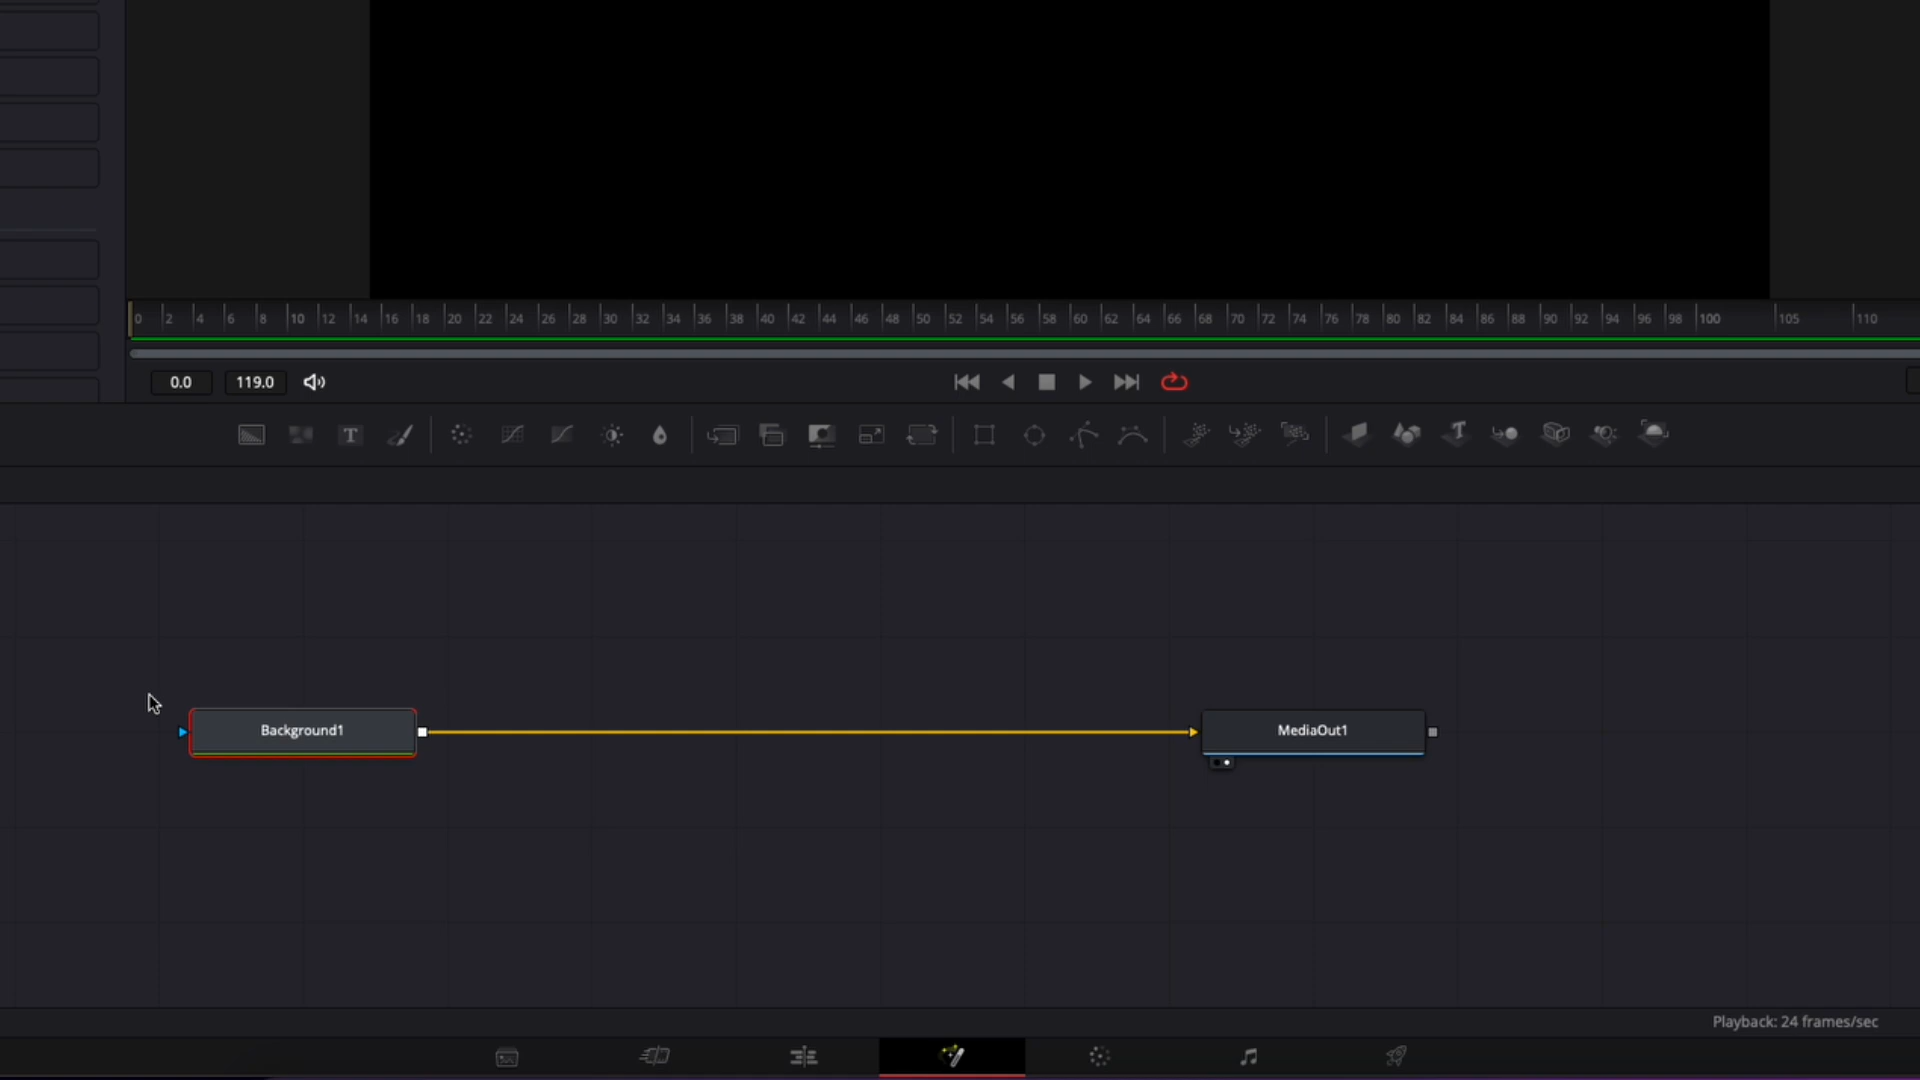 0 2 4 6 8 10 12 14 16 18 20 22 24 26 28 30 32 34 36 38 40 42 44 46 48 50 52 54 56 58 60 62 64 66 68 70 72 74 76 78 80 82 84 86 88 90 92 94 96 98 100 105 110
0.0 119.0
T
Background1
MediaOut1
Playback: 24 frames/sec